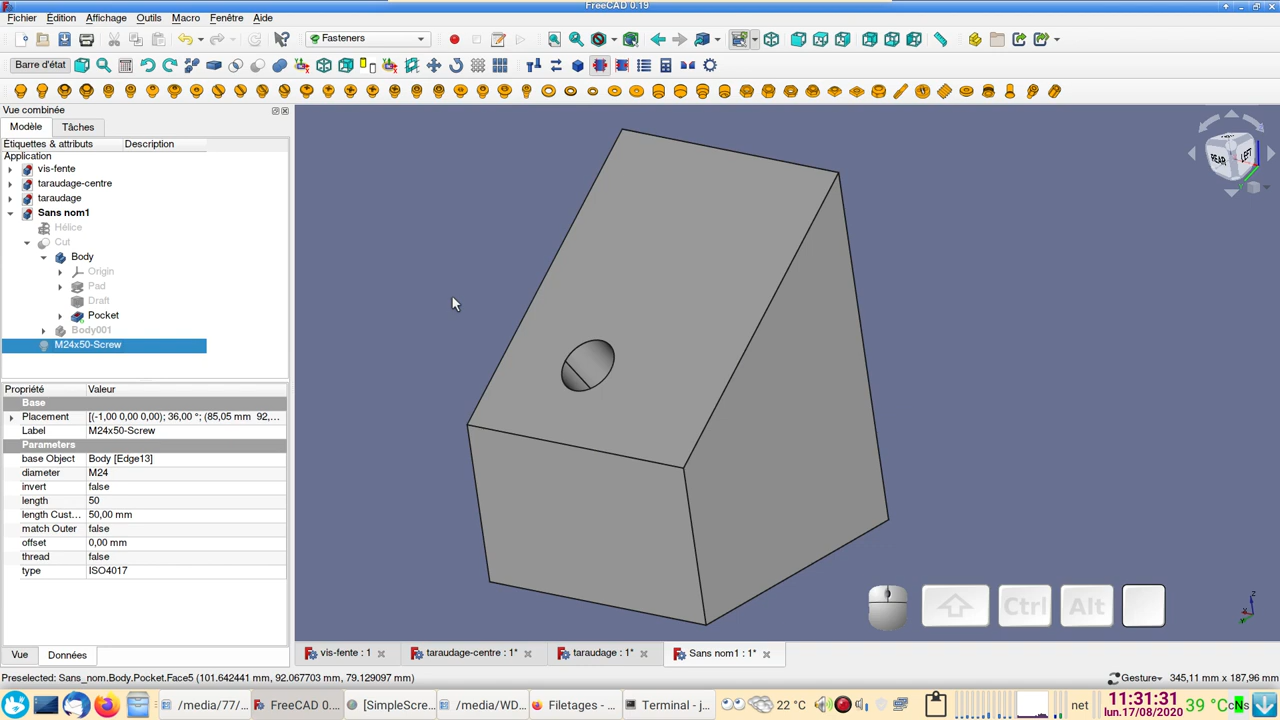 FreeCAD 0.19
Fichier Édition Affichage Outils Macro Fenêtre Aide
Fasteners
Barre d'état
Vue combinée
Modèle Tâches
Étiquettes & attributs Description
Application
vis-fente
taraudage-centre
taraudage
Sans nom1
Hélice
Cut
Body
Origin
Pad
Draft
Pocket
Body001
M24x50-Screw
Propriété Valeur
Base
Placement [(-1,00 0,00 0,00); 36,00 °; (85,05 mm 92,...
Label M24x50-Screw
Parameters
base Object Body [Edge13]
diameter M24
invert false
length 50
length Cust... 50,00 mm
match Outer false
offset 0,00 mm
thread false
type ISO4017
Vue Données
REAR LEFT
Ctrl Alt
vis-fente : 1 taraudage-centre : 1* taraudage : 1* Sans nom1 : 1*
Preselected: Sans_nom.Body.Pocket.Face5 (101.642441 mm, 92.067703 mm, 79.129097 mm) Gesture 345,11 mm x 187,96 mm
/media/77/... FreeCAD 0.... [SimpleScre... /media/WD... Filetages - ... Terminal - j... 22 °C net 11:31:31 lun.17/08/2020 39 °C